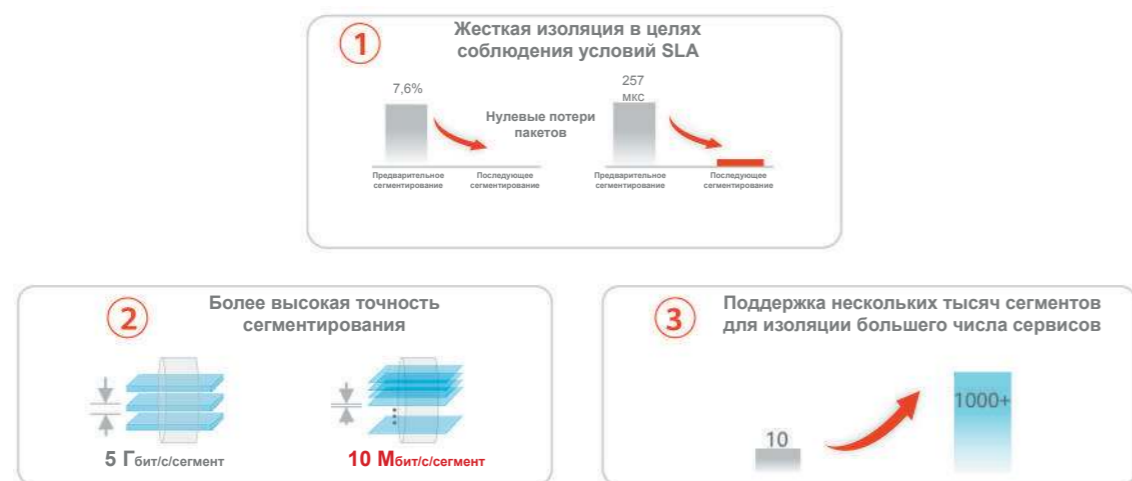 1
Жесткая изоляция в целях
соблюдения условий SLA
7,6%
257
мкс
Нулевые потери
пакетов
Предварительное
сегментирование
Последующее
сегментирование
Предварительное
сегментирование
Последующее
сегментирование
2
Более высокая точность
сегментирования
5 Гбит/с/сегмент
10 Мбит/с/сегмент
3
Поддержка нескольких тысяч сегментов
для изоляции большего числа сервисов
10
1000+